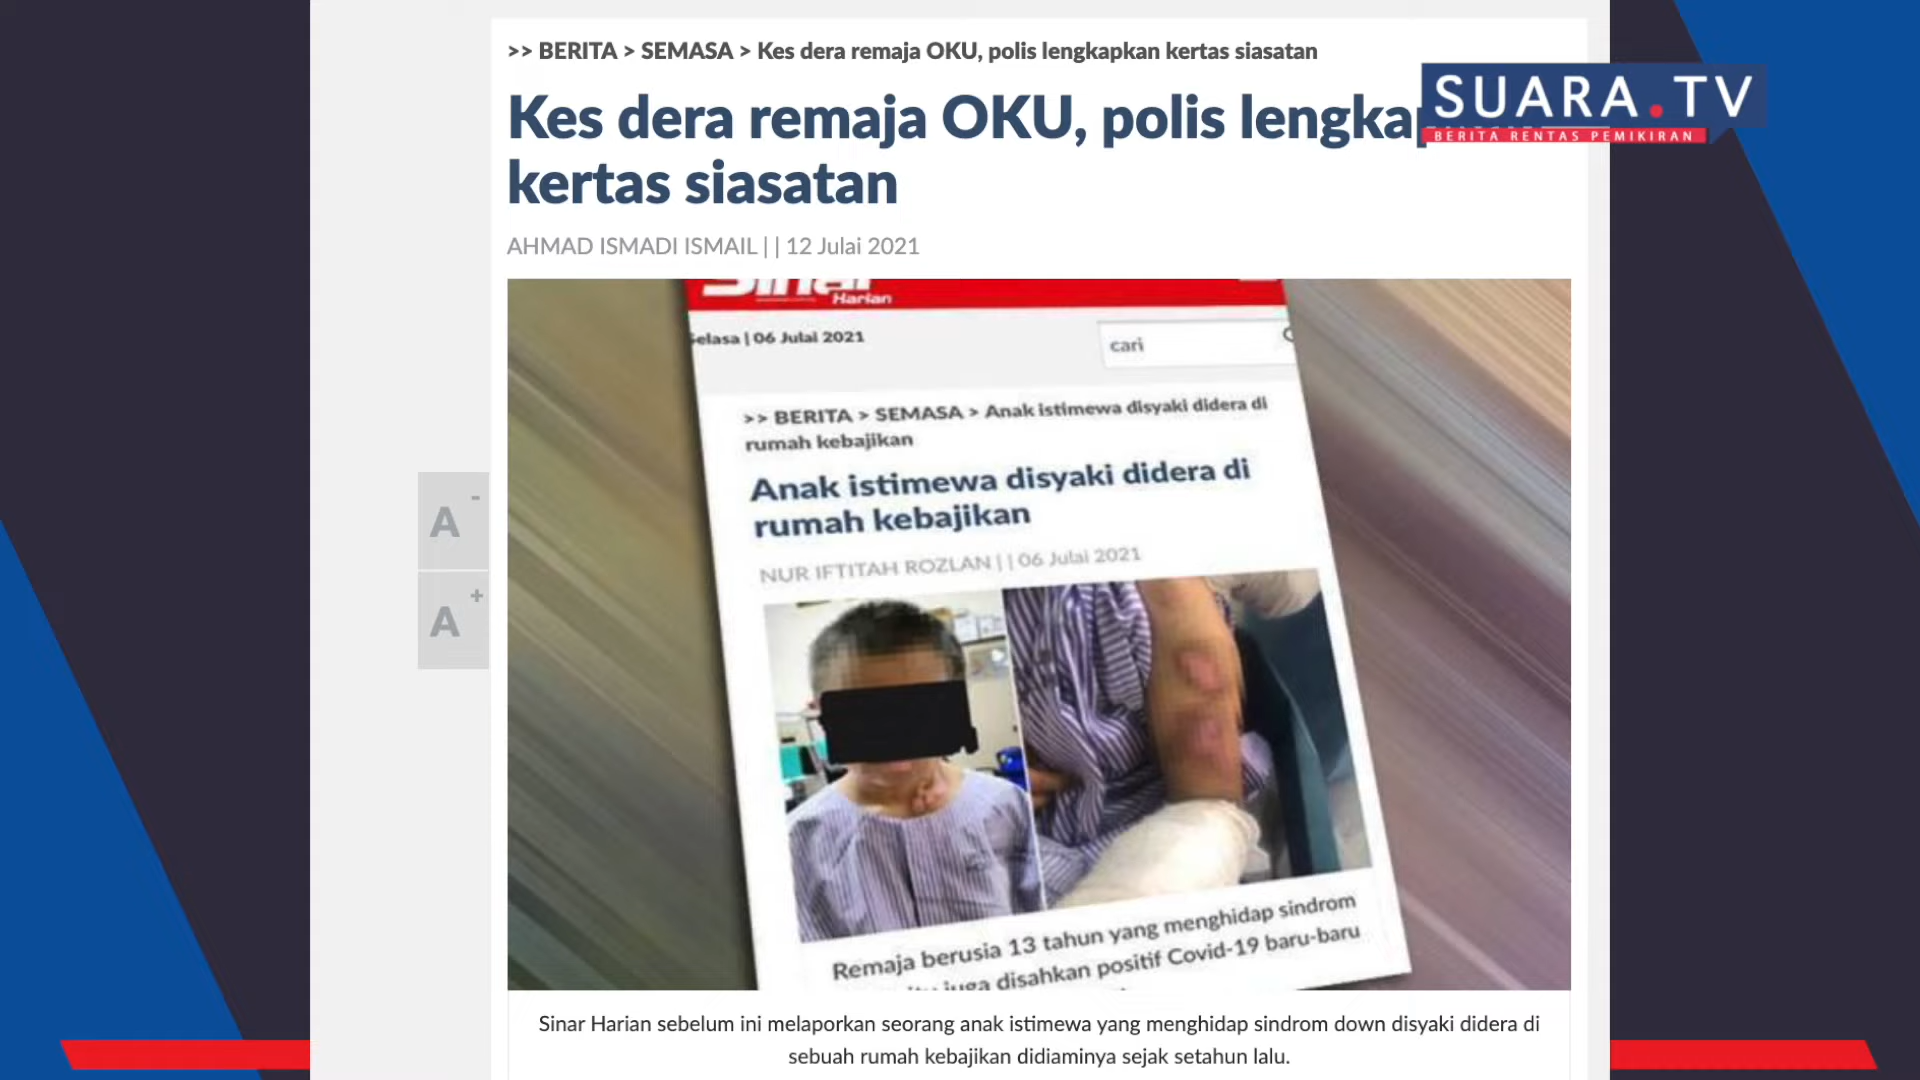 >> BERITA > SEMASA > Kes dera remaja OKU, polis lengkapkan kertas siasatan
SUARA.TV
BERITA RENTAS PEMIKIRAN
Kes dera remaja OKU, polis lengka
kertas siasatan
AHMAD ISMADI ISMAIL | | 12 Julai 2021
Sinar
Harian
Selasa | 06 Julai 2021
cari
>> BERITA > SEMASA > Anak istimewa disyaki didera di
rumah kebajikan
Anak istimewa disyaki didera di
rumah kebajikan
NUR IFTITAH ROZLAN | | 06 Julai 2021
A -
A +
Remaja berusia 13 tahun yang menghidap sindrom
juga disahkan positif Covid-19 baru-baru
Sinar Harian sebelum ini melaporkan seorang anak istimewa yang menghidap sindrom down disyaki didera di
sebuah rumah kebajikan didiaminya sejak setahun lalu.